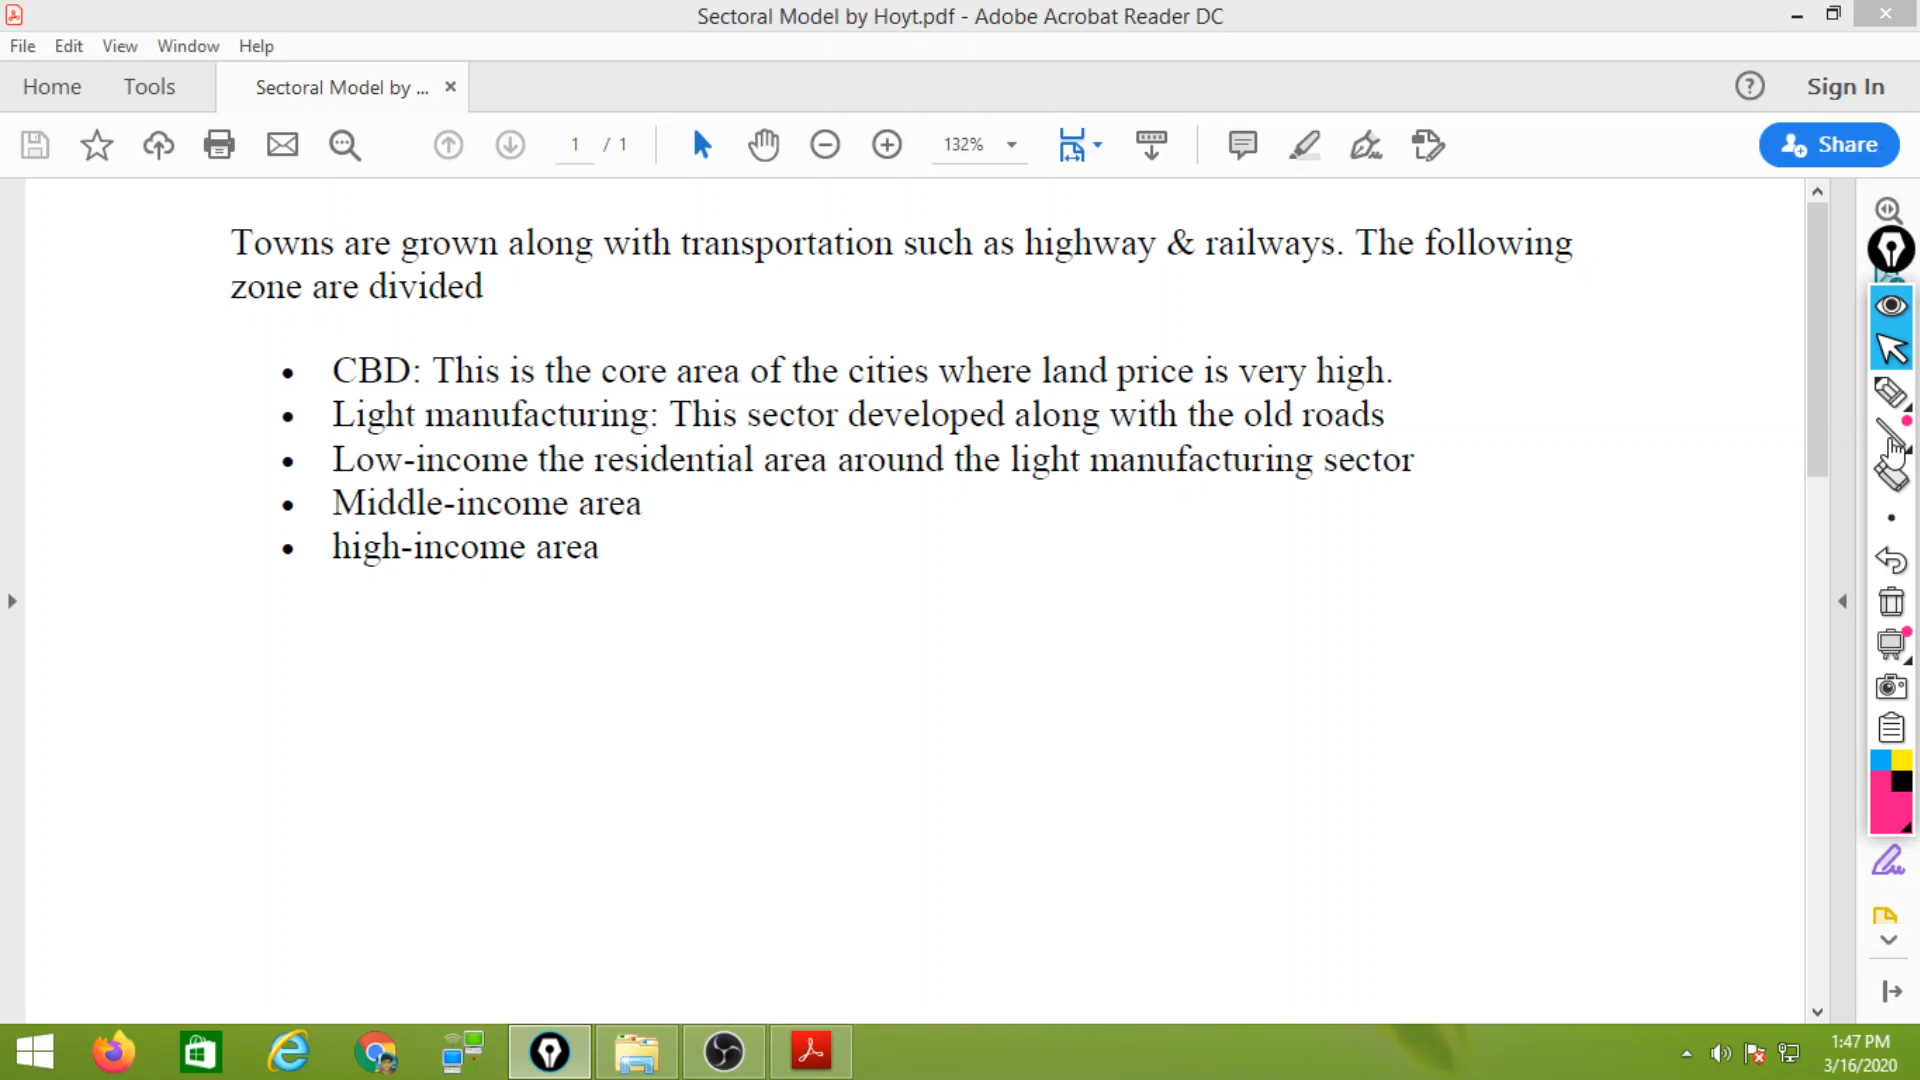 Sectoral Model by Hoyt.pdf - Adobe Acrobat Reader DC
File Edit View Window Help
Home Tools Sectoral Model by ... × Sign In
1 / 1 132% Share
Towns are grown along with transportation such as highway & railways. The following
zone are divided
• CBD: This is the core area of the cities where land price is very high.
• Light manufacturing: This sector developed along with the old roads
• Low-income the residential area around the light manufacturing sector
• Middle-income area
• high-income area
1:47 PM
3/16/2020